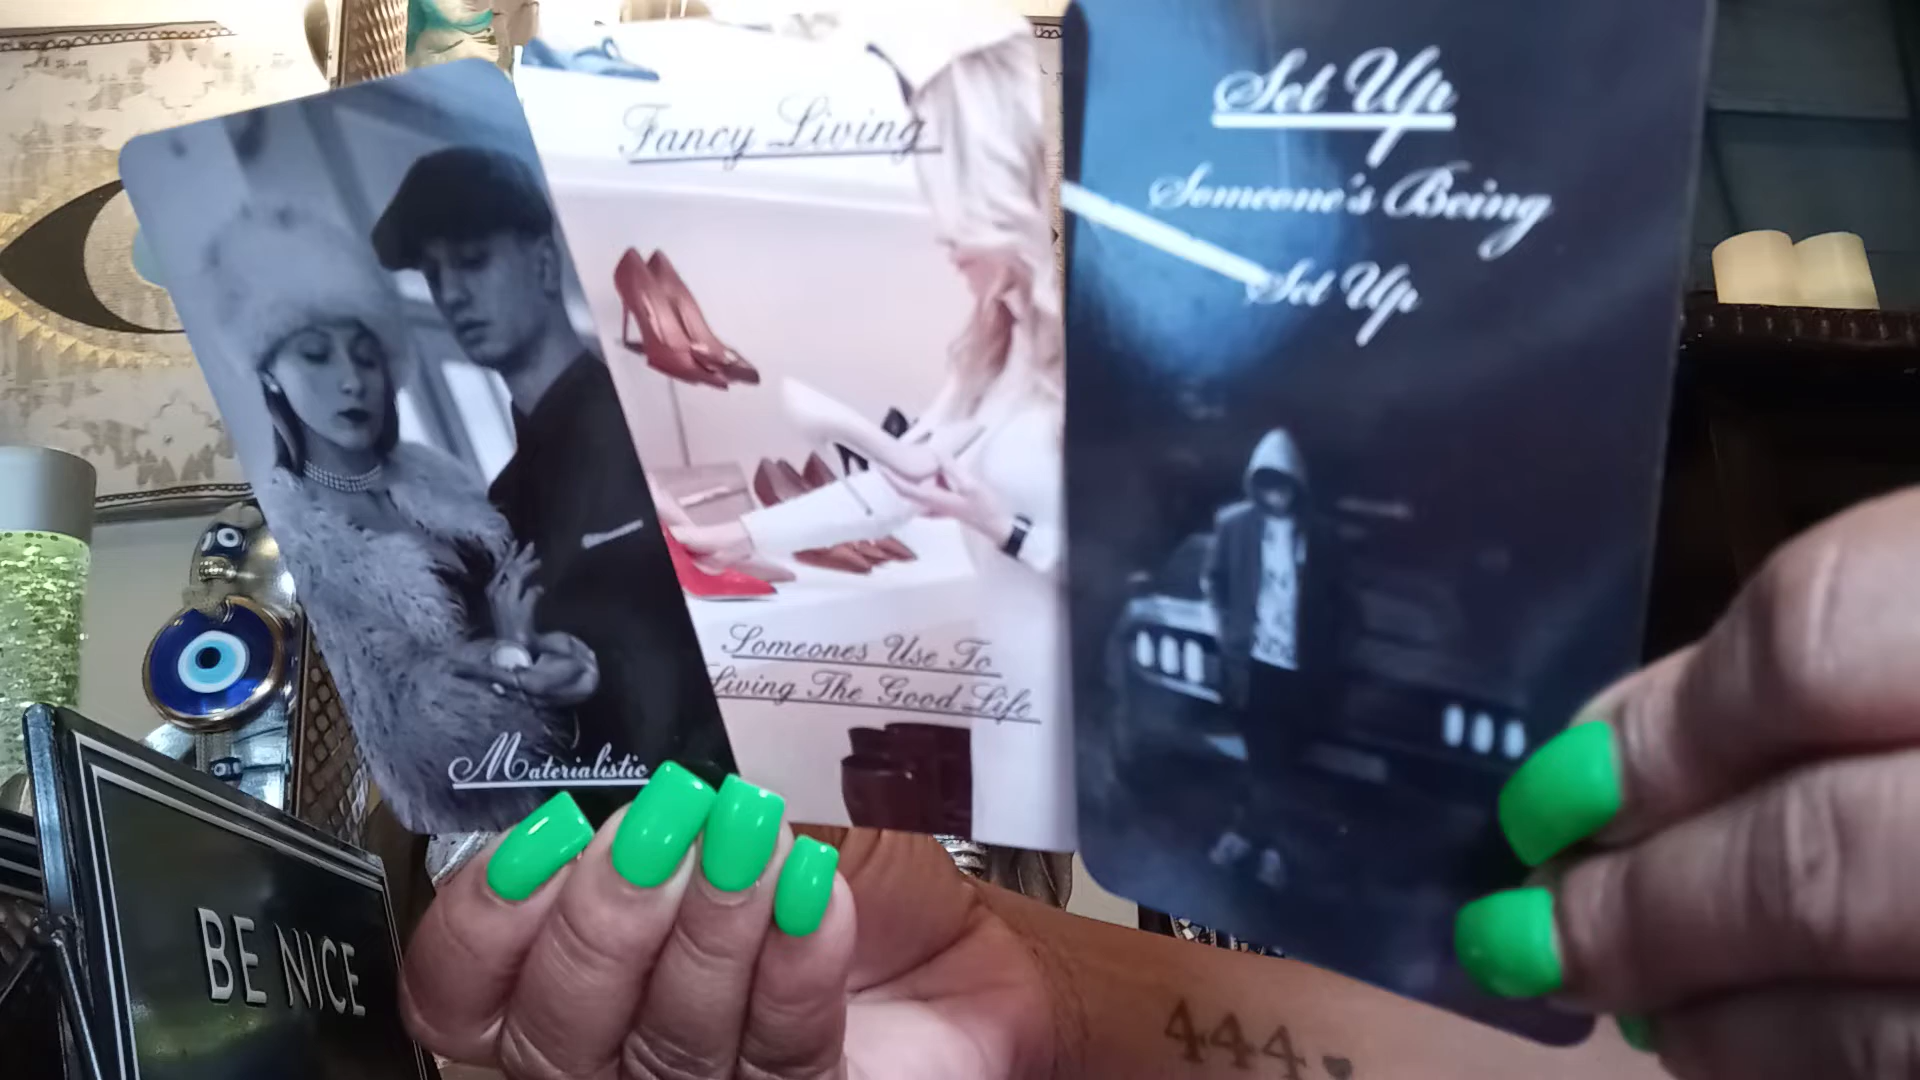 Materialistic
Fancy Living
Someones Use To
Living The Good Life
Set Up
Someone's Being
Set Up
BE NICE
444